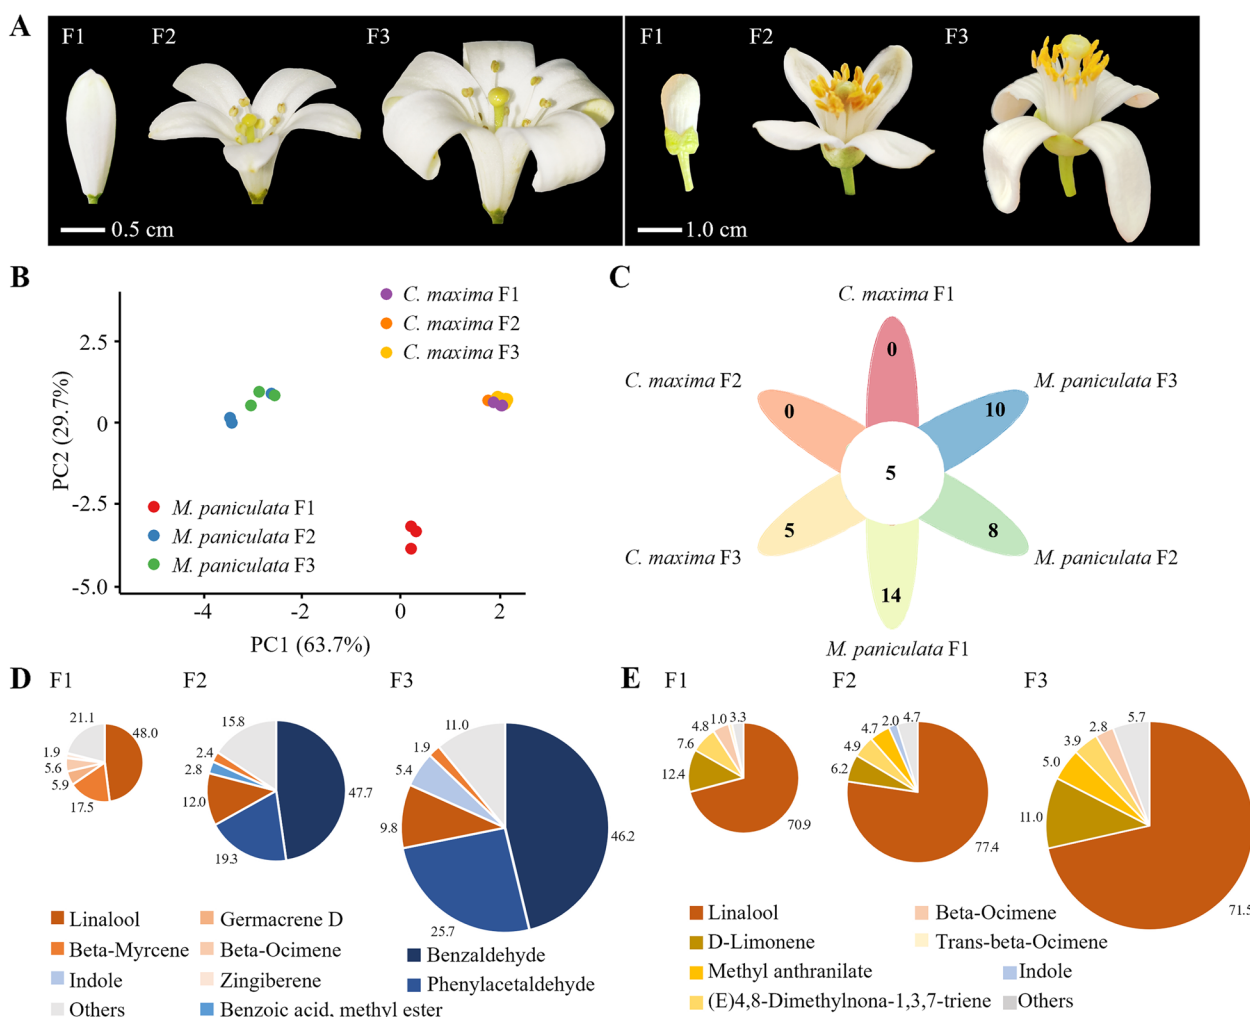 A
F1 F2 F3
0.5 cm
F1 F2 F3
1.0 cm
B
C. maxima F1
C. maxima F2
C. maxima F3
2.5
0
-2.5
-5.0
PC2 (29.7%)
M. paniculata F1
M. paniculata F2
M. paniculata F3
-4 -2 0 2
PC1 (63.7%)
C
C. maxima F1
0
C. maxima F2
0
M. paniculata F3
10
5
C. maxima F3
5
M. paniculata F2
8
14
M. paniculata F1
D
F1
21.1
48.0
1.9
5.6
5.9
17.5
F2
15.8
2.4
2.8
12.0
19.3
47.7
F3
11.0
1.9
5.4
9.8
25.7
46.2
Linalool
Beta-Myrcene
Indole
Others
Germacrene D
Beta-Ocimene
Zingiberene
Benzoic acid, methyl ester
Benzaldehyde
Phenylacetaldehyde
E
F1
4.8 1.0 3.3
7.6
12.4
70.9
F2
4.7 2.0 4.7
4.9
6.2
77.4
F3
5.7
2.8
3.9
5.0
11.0
71.5
Linalool
D-Limonene
Methyl anthranilate
(E)4,8-Dimethylnona-1,3,7-triene
Beta-Ocimene
Trans-beta-Ocimene
Indole
Others